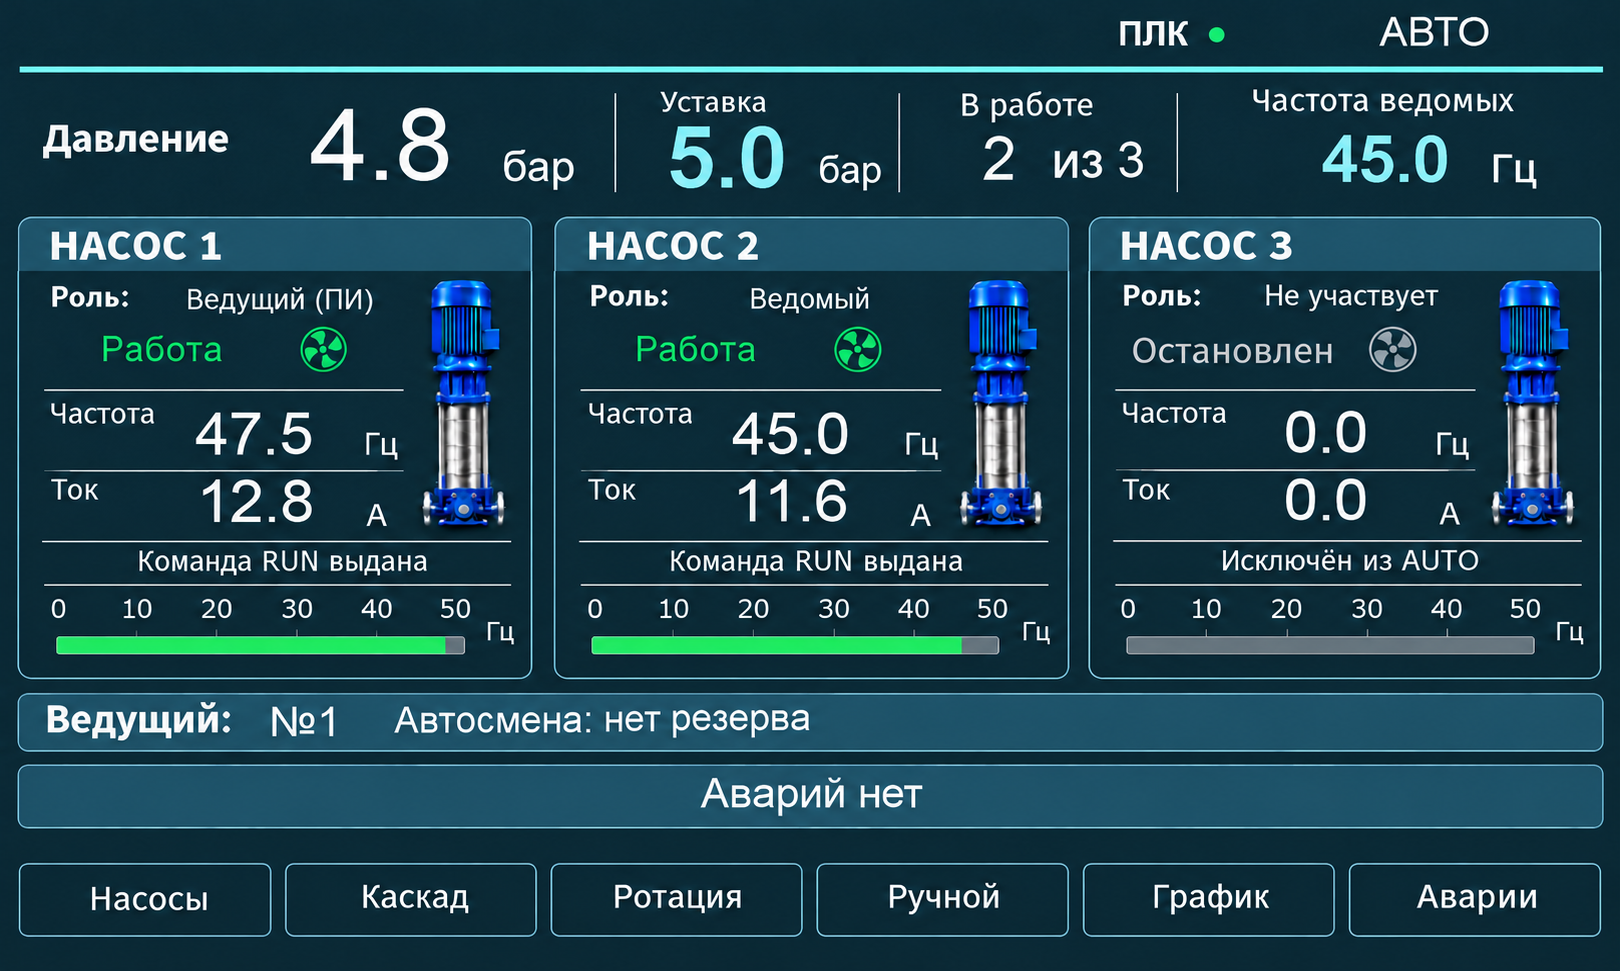 ПЛК АВТО
Давление 4.8 бар
Уставка
5.0 бар
В работе
2 из 3
Частота ведомых
45.0 Гц
НАСОС 1
Роль: Ведущий (ПИ)
Работа
Частота 47.5 Гц
Ток 12.8 А
Команда RUN выдана
0 10 20 30 40 50 Гц
НАСОС 2
Роль: Ведомый
Работа
Частота 45.0 Гц
Ток 11.6 А
Команда RUN выдана
0 10 20 30 40 50 Гц
НАСОС 3
Роль: Не участвует
Остановлен
Частота 0.0 Гц
Ток 0.0 А
Исключён из AUTO
0 10 20 30 40 50 Гц
Ведущий: №1 Автосмена: нет резерва
Аварий нет
Насосы Каскад Ротация Ручной График Аварии